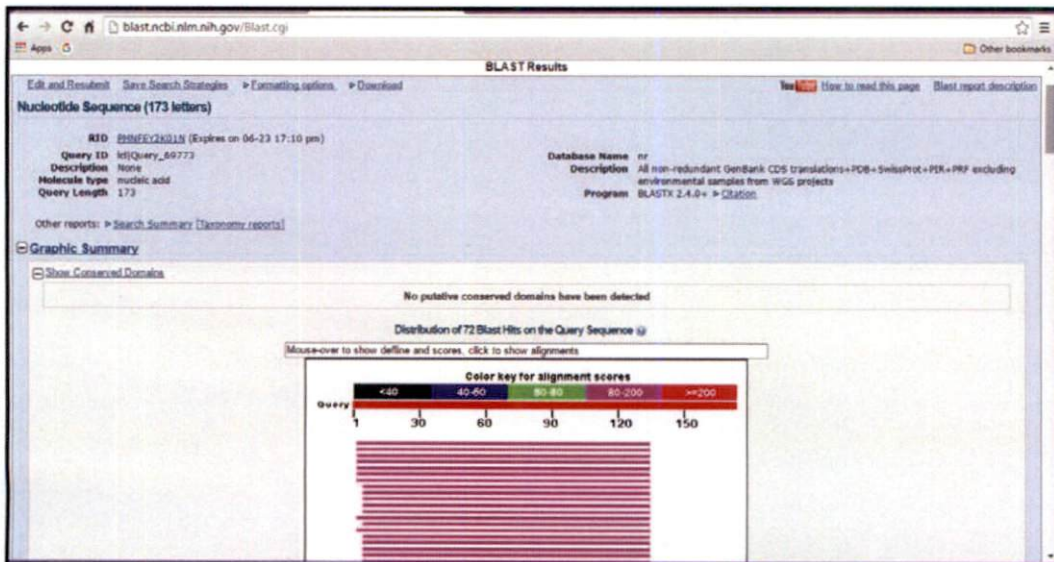 blast.ncbi.nlm.nih.gov/Blast.cgi
Apps G Other bookmarks
BLAST Results
Edit and Resubmit Save Search Strategies Formatting options Download YouTube How to read this page Blast report description
Nucleotide Sequence (173 letters)
RID PMNFEY2K01N (Expires on 06-23 17:10 pm)
Query ID lcl|Query_69773
Description None
Molecule type nucleic acid
Query Length 173
Database Name nr
Description All non-redundant GenBank CDS translations+PDB+SwissProt+PIR+PRF excluding
environmental samples from WGS projects
Program BLASTX 2.4.0+ Citation
Other reports: Search Summary [Taxonomy reports]
Graphic Summary
Show Conserved Domains
No putative conserved domains have been detected
Distribution of 72 Blast Hits on the Query Sequence
Mouse-over to show defline and scores, click to show alignments
Color key for alignment scores
<40 40-50 50-80 80-200 >=200
Query
1 30 60 90 120 150